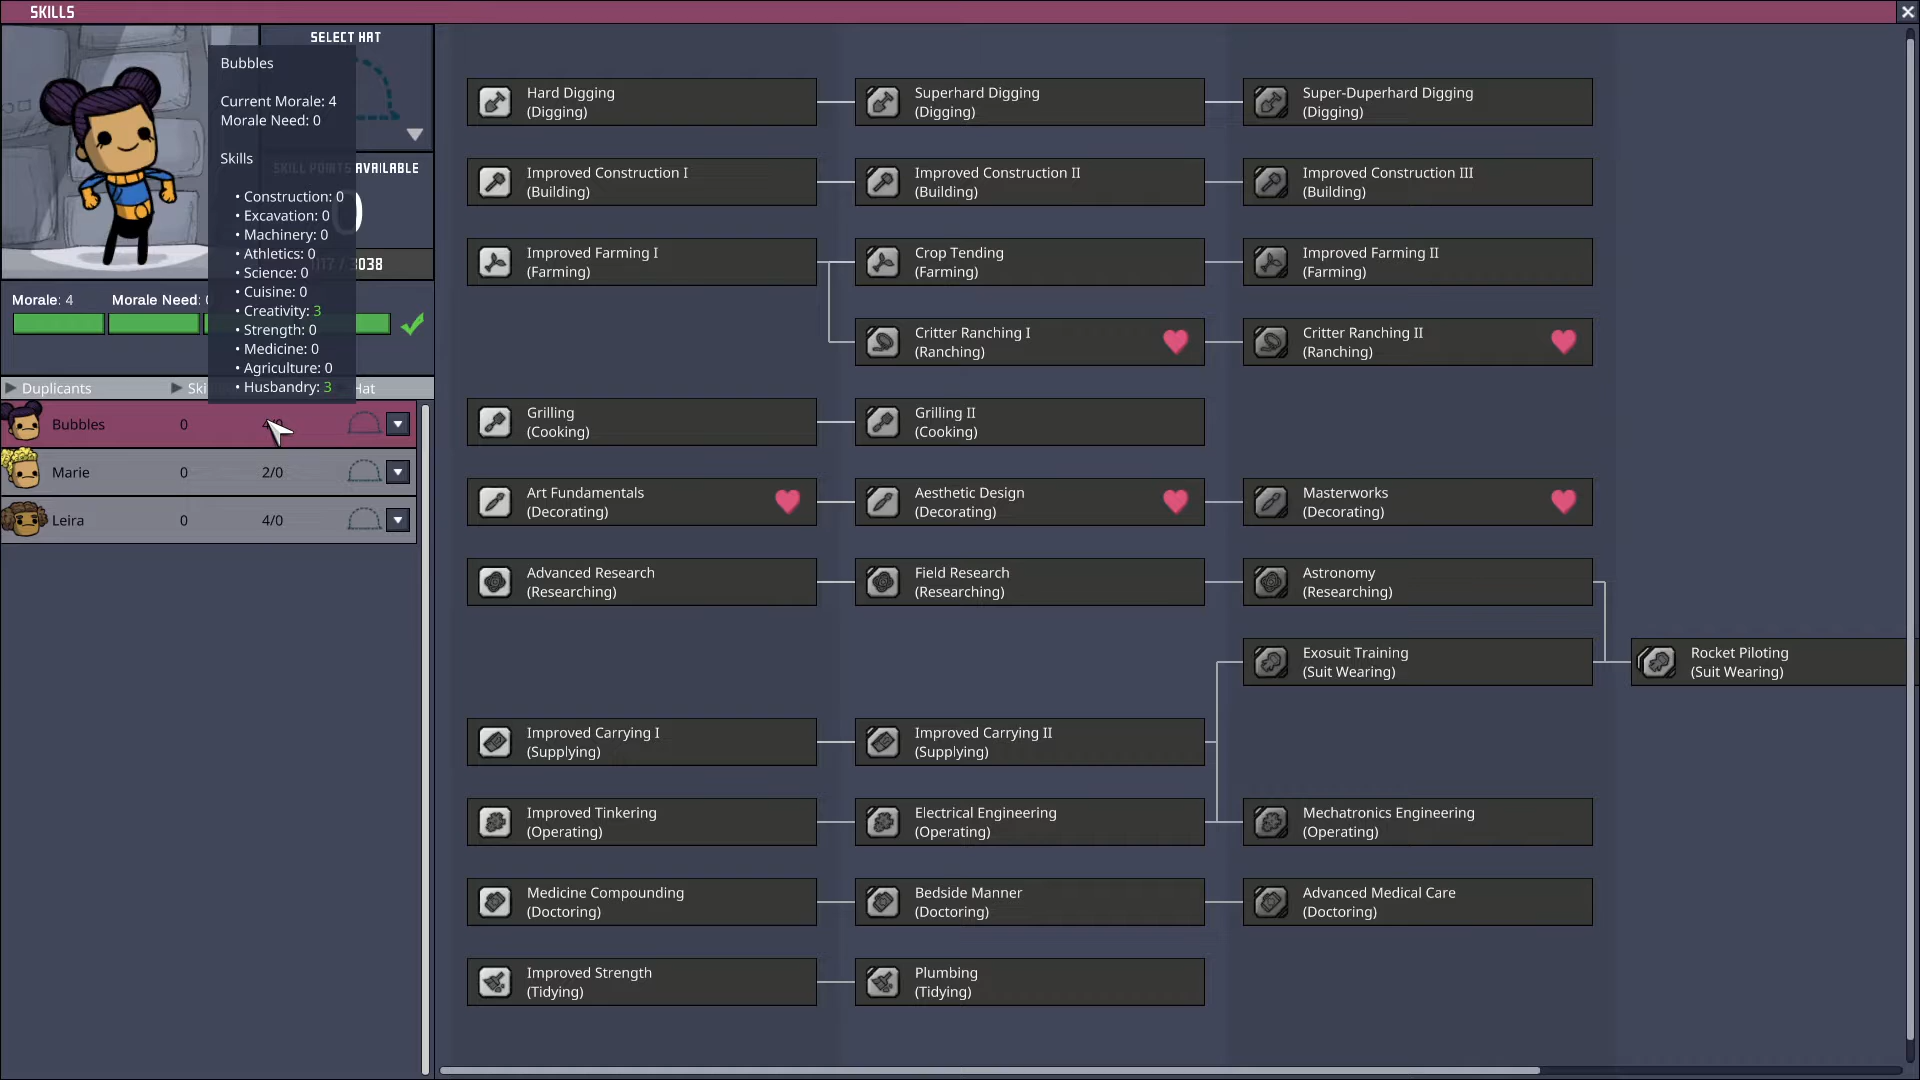 SKILLS
SELECT HAT
Bubbles
Current Morale: 4
Morale Need: 0
Skills
SKILL POINTS AVAILABLE
• Construction: 0
• Excavation: 0
• Machinery: 0
• Athletics: 0
• Science: 0
• Cuisine: 0
• Creativity: 3
• Strength: 0
• Medicine: 0
• Agriculture: 0
• Husbandry: 3
/ 3038
Morale: 4
Morale Need:
Duplicants
Hat
Bubbles
0
4/0
Marie
0
2/0
Leira
0
4/0
Hard Digging
(Digging)
Superhard Digging
(Digging)
Super-Duperhard Digging
(Digging)
Improved Construction I
(Building)
Improved Construction II
(Building)
Improved Construction III
(Building)
Improved Farming I
(Farming)
Crop Tending
(Farming)
Improved Farming II
(Farming)
Critter Ranching I
(Ranching)
Critter Ranching II
(Ranching)
Grilling
(Cooking)
Grilling II
(Cooking)
Art Fundamentals
(Decorating)
Aesthetic Design
(Decorating)
Masterworks
(Decorating)
Advanced Research
(Researching)
Field Research
(Researching)
Astronomy
(Researching)
Exosuit Training
(Suit Wearing)
Rocket Piloting
(Suit Wearing)
Improved Carrying I
(Supplying)
Improved Carrying II
(Supplying)
Improved Tinkering
(Operating)
Electrical Engineering
(Operating)
Mechatronics Engineering
(Operating)
Medicine Compounding
(Doctoring)
Bedside Manner
(Doctoring)
Advanced Medical Care
(Doctoring)
Improved Strength
(Tidying)
Plumbing
(Tidying)